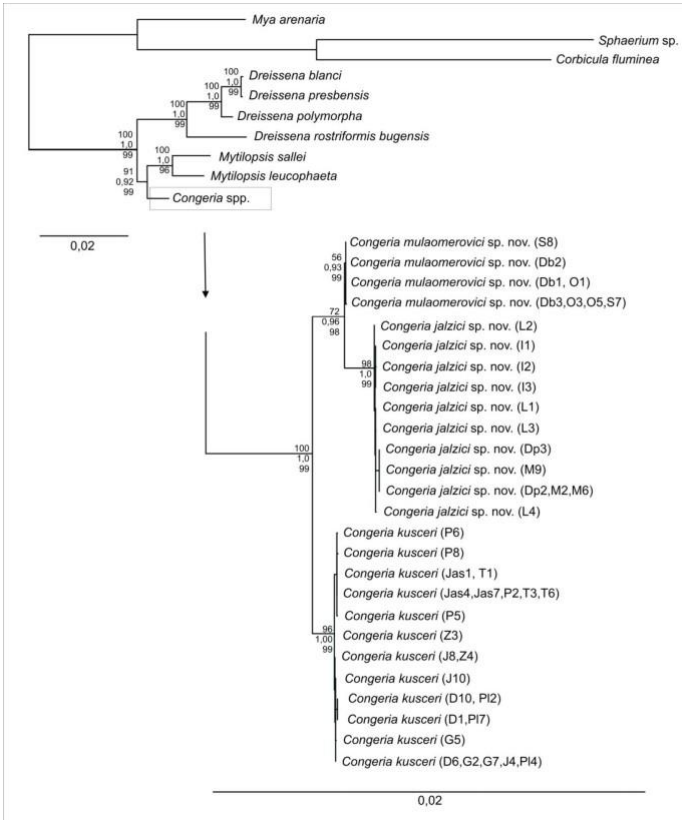 Mya arenaria
Sphaerium sp.
Corbicula fluminea
100
1,0
99
Dreissena blanci
Dreissena presbensis
100
1,0
99
Dreissena polymorpha
100
1,0
99
Dreissena rostriformis bugensis
100
1,0
99
Mytilopsis sallei
100
1,0
96
Mytilopsis leucophaeta
91
0,92
99
Congeria spp.
0,02
Congeria mulaomerovici sp. nov. (S8)
56
0,93
99
Congeria mulaomerovici sp. nov. (Db2)
Congeria mulaomerovici sp. nov. (Db1, O1)
Congeria mulaomerovici sp. nov. (Db3,O3,O5,S7)
72
0,96
98
Congeria jalzici sp. nov. (L2)
Congeria jalzici sp. nov. (I1)
98
1,0
99
Congeria jalzici sp. nov. (I2)
Congeria jalzici sp. nov. (I3)
Congeria jalzici sp. nov. (L1)
Congeria jalzici sp. nov. (L3)
Congeria jalzici sp. nov. (Dp3)
Congeria jalzici sp. nov. (M9)
Congeria jalzici sp. nov. (Dp2,M2,M6)
Congeria jalzici sp. nov. (L4)
100
1,0
99
Congeria kusceri (P6)
Congeria kusceri (P8)
Congeria kusceri (Jas1, T1)
Congeria kusceri (Jas4,Jas7,P2,T3,T6)
Congeria kusceri (P5)
96
1,00
99
Congeria kusceri (Z3)
Congeria kusceri (J8,Z4)
Congeria kusceri (J10)
Congeria kusceri (D10, Pl2)
Congeria kusceri (D1,Pl7)
Congeria kusceri (G5)
Congeria kusceri (D6,G2,G7,J4,Pl4)
0,02